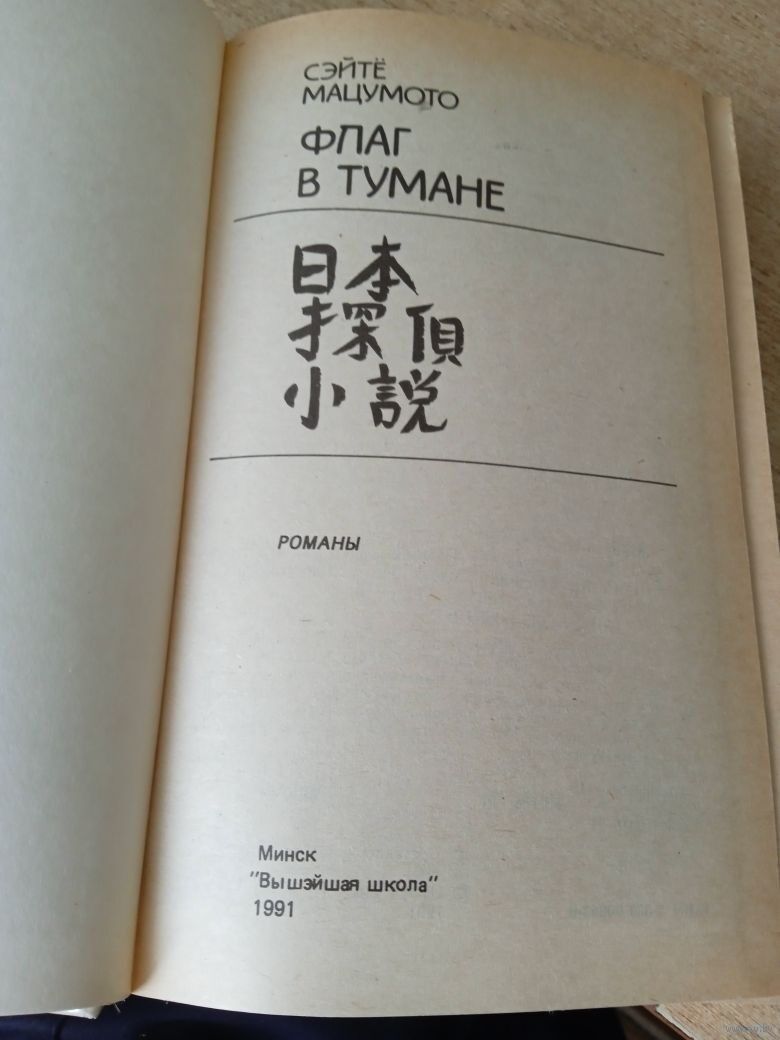 СЭЙТЁ
МАЦУМОТО
ФЛАГ
В ТУМАНЕ
日本
探偵
小説
РОМАНЫ
Минск
"Вышэйшая школа"
1991